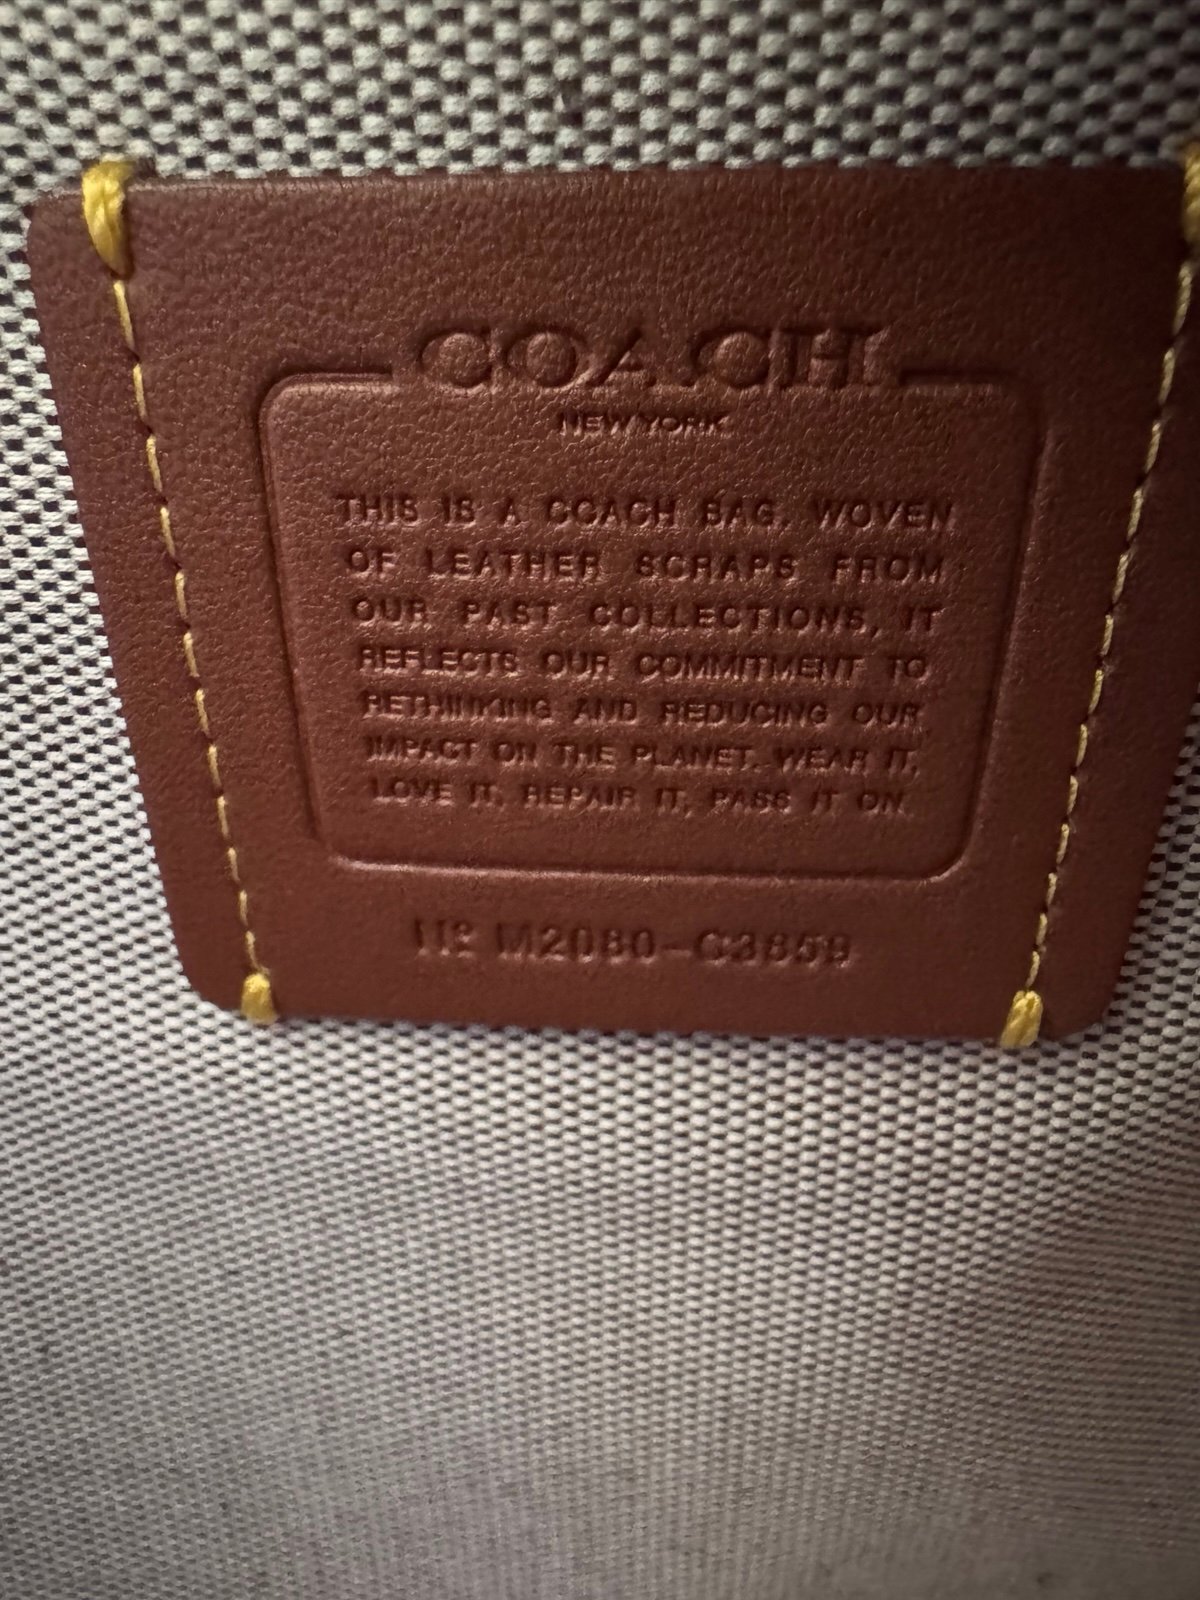 COACH
NEW YORK
THIS IS A COACH BAG. WOVEN
OF LEATHER SCRAPS FROM
OUR PAST COLLECTIONS, IT
REFLECTS OUR COMMITMENT TO
RETHINKING AND REDUCING OUR
IMPACT ON THE PLANET. WEAR IT,
LOVE IT, REPAIR IT, PASS IT ON.
Nº M2080-C3859